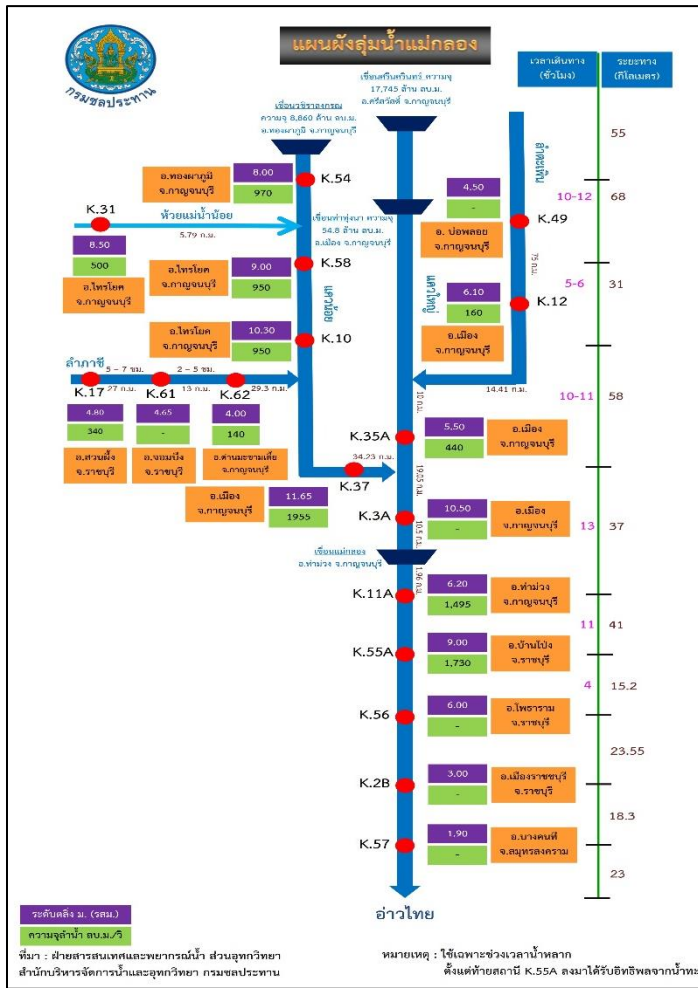 แผนผังลุ่มน้ำแม่กลอง
กรมชลประทาน
เวลาเดินทาง
(ชั่วโมง)
ระยะทาง
(กิโลเมตร)
เขื่อนศรีนครินทร์ ความจุ
17,745 ล้าน ลบ.ม.
อ.ศรีสวัสดิ์ จ.กาญจนบุรี
เขื่อนวชิราลงกรณ
ความจุ 8,860 ล้าน ลบ.ม.
อ.ทองผาภูมิ จ.กาญจนบุรี
ลำตะเพิน
55
อ.ทองผาภูมิ
จ.กาญจนบุรี
8.00
970
K.54
10-12
68
K.31
ห้วยแม่น้ำน้อย
5.79 ก.ม.
8.50
500
อ.ไทรโยค
จ.กาญจนบุรี
เขื่อนท่าทุ่งนา ความจุ
54.8 ล้าน ลบ.ม.
อ.เมือง จ.กาญจนบุรี
4.50
-
อ. บ่อพลอย
จ.กาญจนบุรี
K.49
75 ก.ม.
อ.ไทรโยค
จ.กาญจนบุรี
9.00
950
K.58
แควน้อย
แควใหญ่
6.10
160
อ.เมือง
จ.กาญจนบุรี
K.12
5-6
31
อ.ไทรโยค
จ.กาญจนบุรี
10.30
950
K.10
ลำภาชี
5 - 7 ชม.
2 - 5 ชม.
K.17
27 ก.ม.
K.61
13 ก.ม.
K.62
29.3 ก.ม.
14.41 ก.ม.
10 ก.ม.
10-11
58
4.80
340
อ.สวนผึ้ง
จ.ราชบุรี
4.65
-
อ.จอมบึง
จ.ราชบุรี
4.00
140
อ.ด่านมะขามเตี้ย
จ.กาญจนบุรี
K.35A
5.50
440
อ.เมือง
จ.กาญจนบุรี
34.23 ก.ม.
K.37
อ.เมือง
จ.กาญจนบุรี
11.65
1955
19.05 ก.ม.
K.3A
10.50
-
อ.เมือง
จ.กาญจนบุรี
13
37
10.5 ก.ม.
เขื่อนแม่กลอง
อ.ท่าม่วง จ.กาญจนบุรี
1.96 ก.ม.
K.11A
6.20
1,495
อ.ท่าม่วง
จ.กาญจนบุรี
11
41
K.55A
9.00
1,730
อ.บ้านโป่ง
จ.ราชบุรี
4
15.2
K.56
6.00
-
อ.โพธาราม
จ.ราชบุรี
23.55
K.2B
3.00
-
อ.เมืองราชบุรี
จ.ราชบุรี
18.3
K.57
1.90
-
อ.บางคนที
จ.สมุทรสงคราม
23
อ่าวไทย
ระดับตลิ่ง ม. (รสม.)
ความจุลำน้ำ ลบ.ม./วิ
ที่มา : ฝ่ายสารสนเทศและพยากรณ์น้ำ ส่วนอุทกวิทยา
สำนักบริหารจัดการน้ำและอุทกวิทยา กรมชลประทาน
หมายเหตุ : ใช้เฉพาะช่วงเวลาน้ำหลาก
ตั้งแต่ท้ายสถานี K.55A ลงมาได้รับอิทธิพลจากน้ำทะ